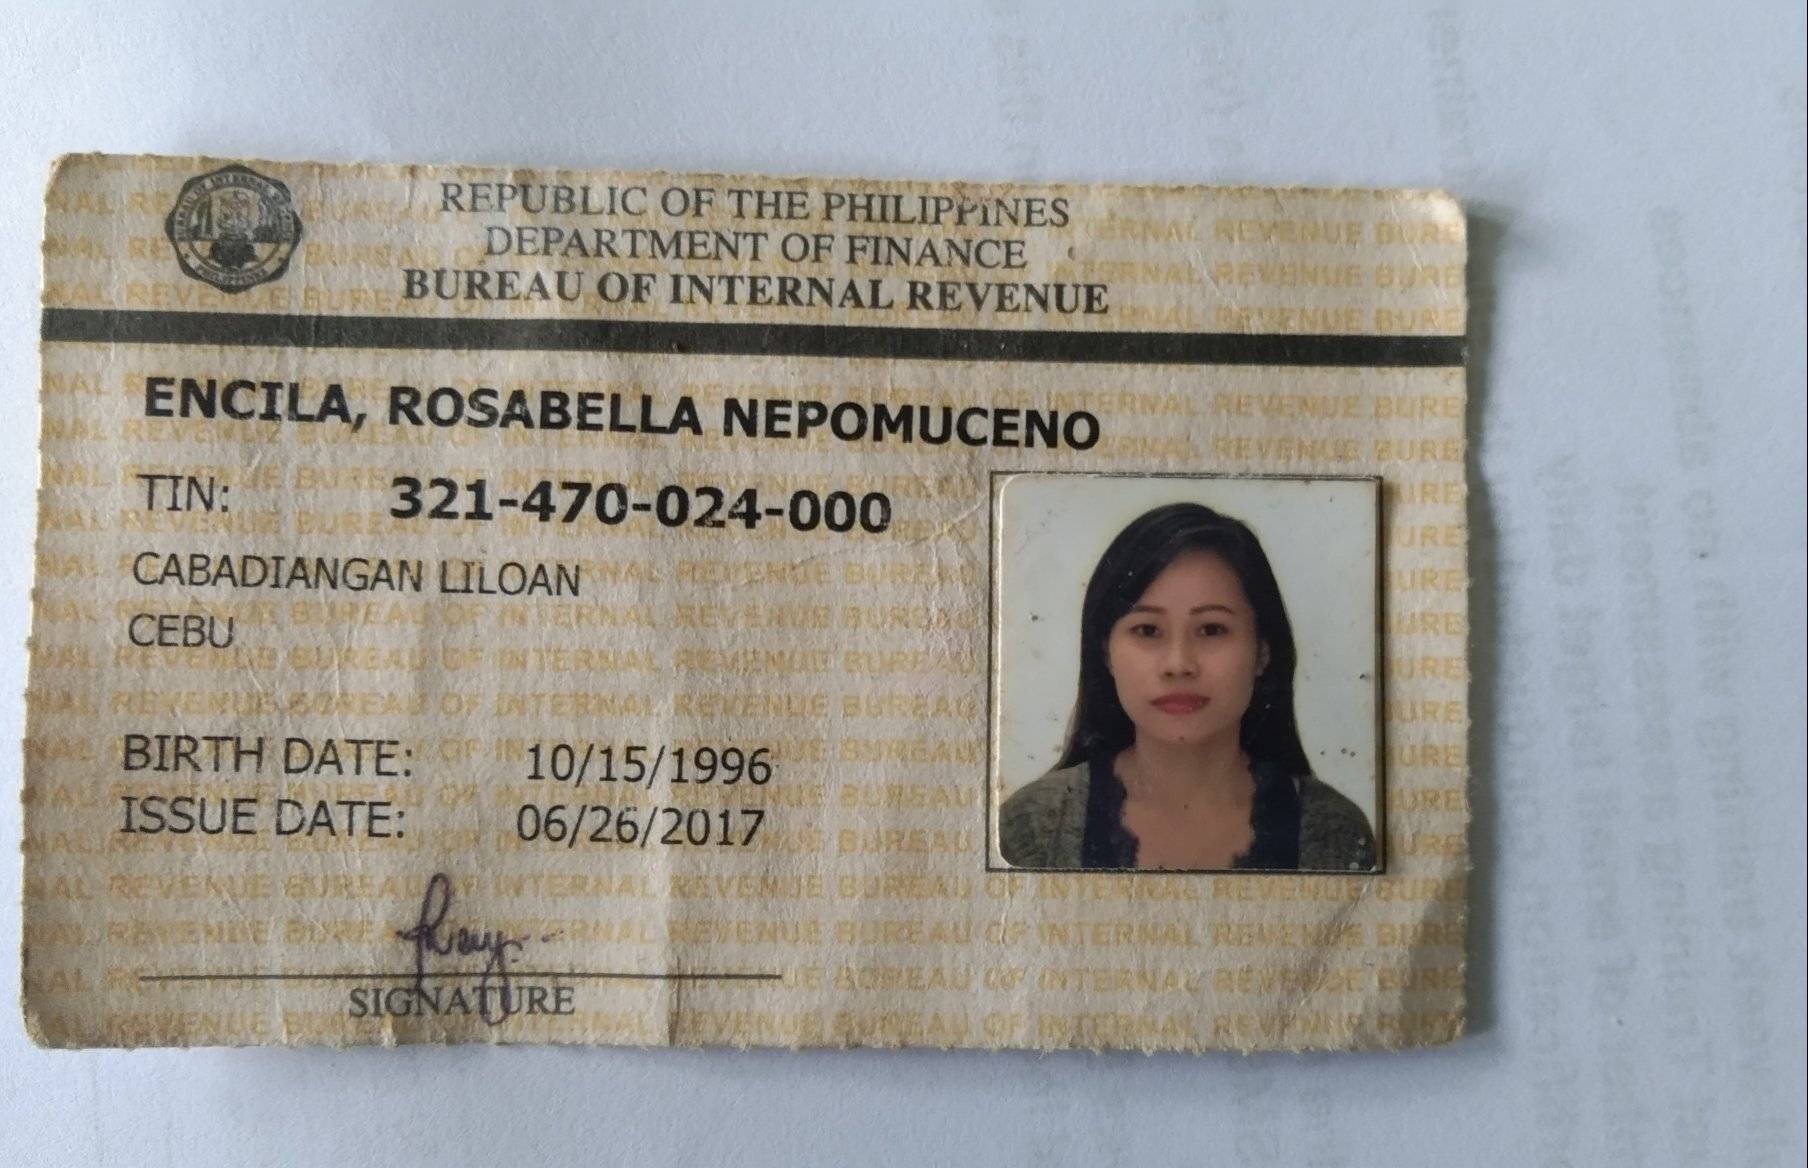 REPUBLIC OF THE PHILIPPINES
DEPARTMENT OF FINANCE
BUREAU OF INTERNAL REVENUE
ENCILA, ROSABELLA NEPOMUCENO
TIN: 321-470-024-000
CABADIANGAN LILOAN
CEBU
BIRTH DATE: 10/15/1996
ISSUE DATE: 06/26/2017
SIGNATURE